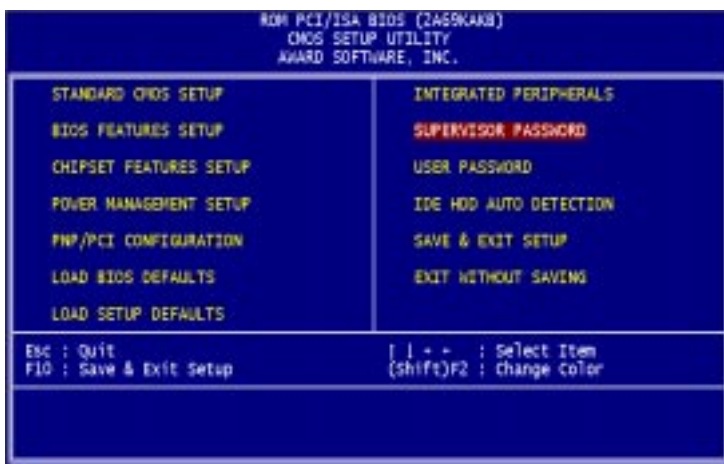 ROM PCI/ISA BIOS (2A69KAKB)
CMOS SETUP UTILITY
AWARD SOFTWARE, INC.
STANDARD CMOS SETUP
BIOS FEATURES SETUP
CHIPSET FEATURES SETUP
POWER MANAGEMENT SETUP
PNP/PCI CONFIGURATION
LOAD BIOS DEFAULTS
LOAD SETUP DEFAULTS
INTEGRATED PERIPHERALS
SUPERVISOR PASSWORD
USER PASSWORD
IDE HDD AUTO DETECTION
SAVE & EXIT SETUP
EXIT WITHOUT SAVING
Esc : Quit
F10 : Save & Exit Setup
: Select Item
(Shift)F2 : Change Color